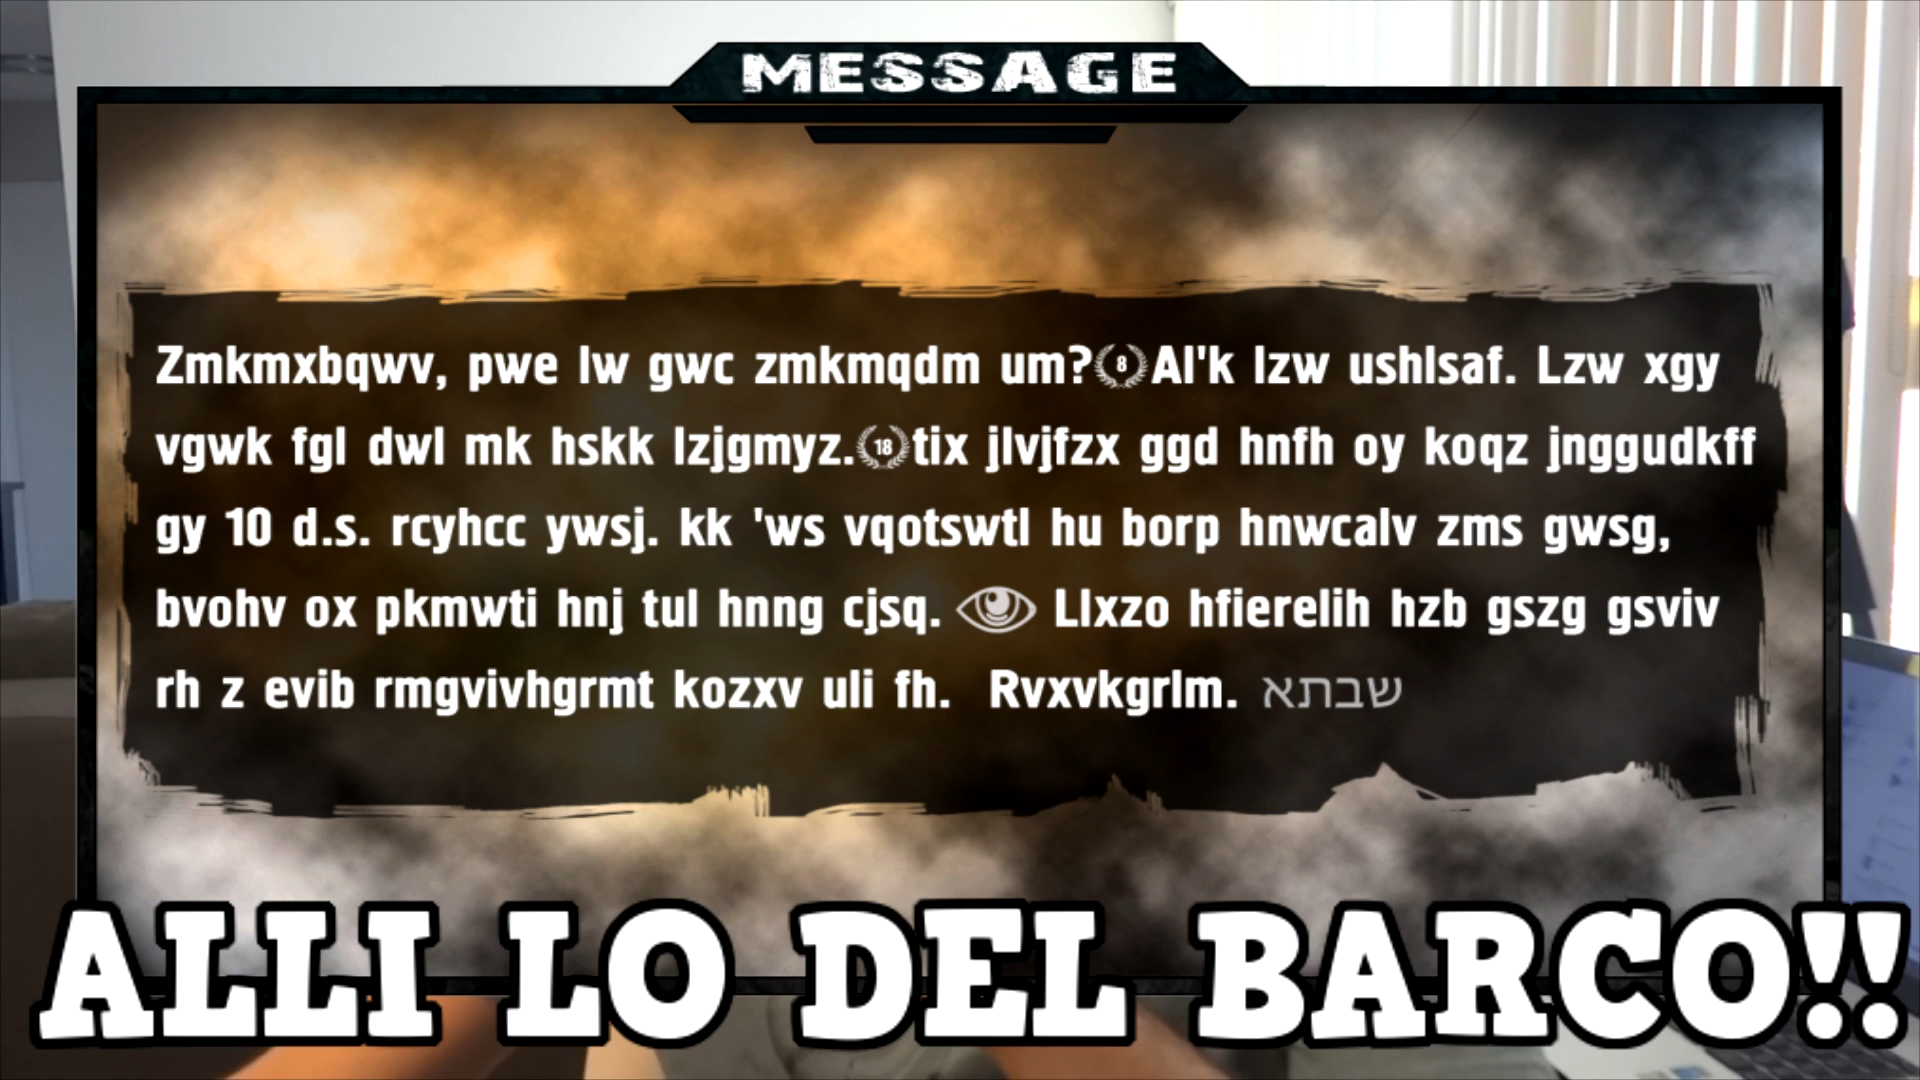 MESSAGE
Zmkmxbqwv, pwe lw gwc zmkmqdm um? 8 Al'k lzw ushlsaf. Lzw xgy
vgwk fgl dwl mk hskk lzjgmyz. 18 tix jlvjfzx ggd hnfh oy koqz jnggudkff
gy 10 d.s. rcyhcc ywsj. kk 'ws vqotswtl hu borp hnwcalv zms gwsg,
bvohv ox pkmwti hnj tul hnng cjsq. Llxzo hfierelih hzb gszg gsviv
rh z evib rmgvivhgrmt kozxv uli fh. Rvxvkgrlm. שבתא
ALLI LO DEL BARCO!!